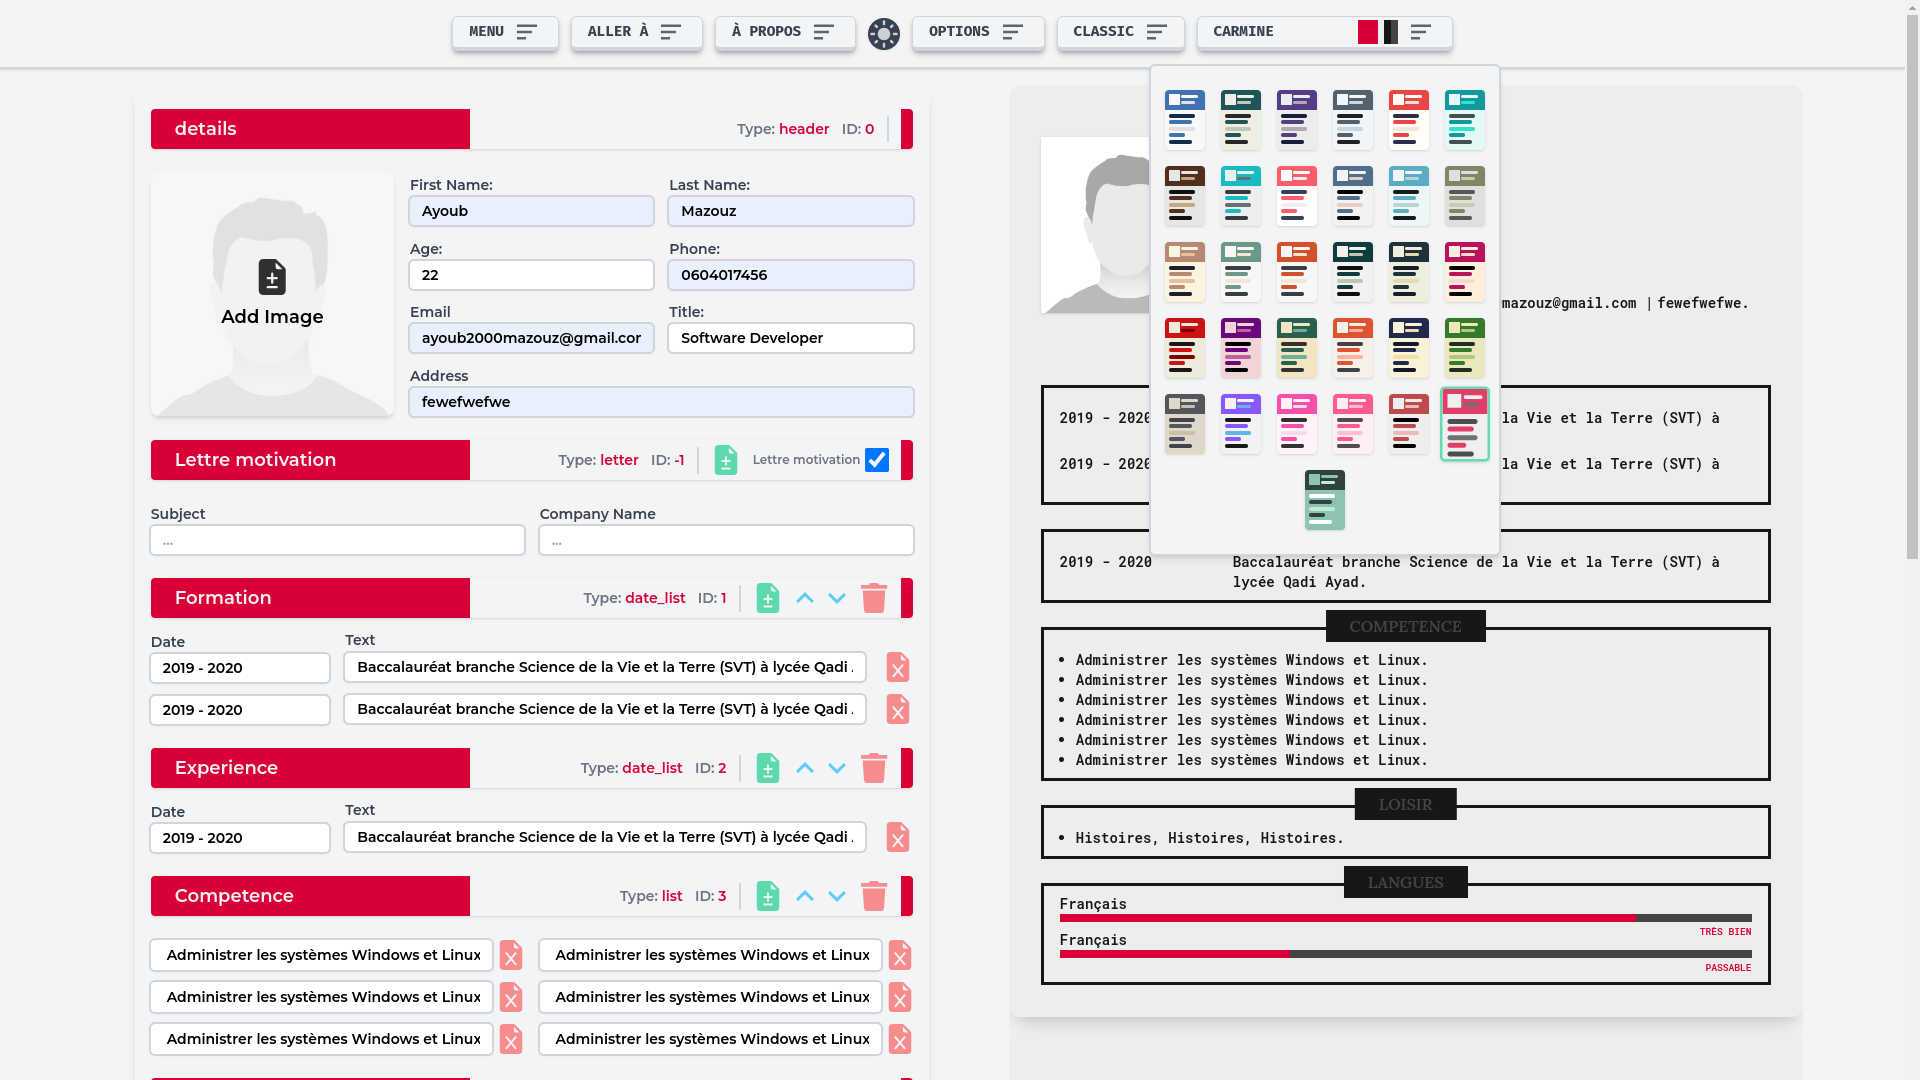 MENU
ALLER À
À PROPOS
OPTIONS
CLASSIC
CARMINE
details
Type: header ID: 0
Add Image
First Name:
Last Name:
Ayoub
Mazouz
Age:
Phone:
22
0604017456
Email
Title:
ayoub2000mazouz@gmail.cor
Software Developer
Address
fewefwefwe
Lettre motivation
Type: letter ID: -1
Lettre motivation
Subject
Company Name
...
...
Formation
Type: date_list ID: 1
Date
Text
2019 - 2020
Baccalauréat branche Science de la Vie et la Terre (SVT) à lycée Qadi .
2019 - 2020
Baccalauréat branche Science de la Vie et la Terre (SVT) à lycée Qadi .
Experience
Type: date_list ID: 2
Date
Text
2019 - 2020
Baccalauréat branche Science de la Vie et la Terre (SVT) à lycée Qadi .
Competence
Type: list ID: 3
Administrer les systèmes Windows et Linux
Administrer les systèmes Windows et Linux
Administrer les systèmes Windows et Linux
Administrer les systèmes Windows et Linux
Administrer les systèmes Windows et Linux
Administrer les systèmes Windows et Linux
mazouz@gmail.com | fewefwefwe.
2019 - 2020 la Vie et la Terre (SVT) à
2019 - 2020 la Vie et la Terre (SVT) à
2019 - 2020 Baccalauréat branche Science de la Vie et la Terre (SVT) à
lycée Qadi Ayad.
COMPETENCE
• Administrer les systèmes Windows et Linux.
• Administrer les systèmes Windows et Linux.
• Administrer les systèmes Windows et Linux.
• Administrer les systèmes Windows et Linux.
• Administrer les systèmes Windows et Linux.
• Administrer les systèmes Windows et Linux.
LOISIR
• Histoires, Histoires, Histoires.
LANGUES
Français
TRÈS BIEN
Français
PASSABLE